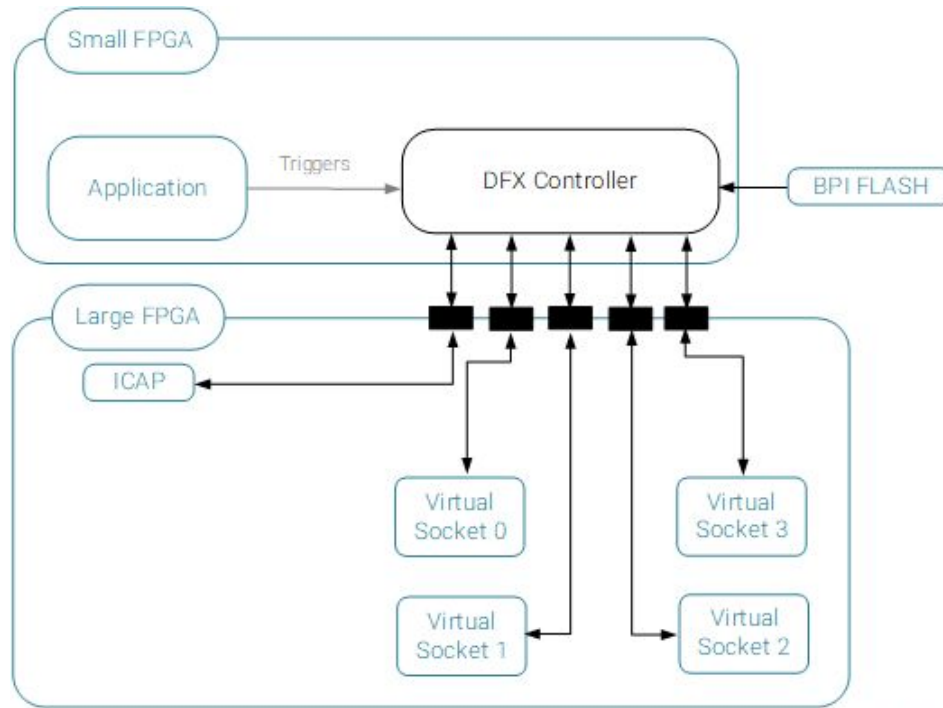 Small FPGA
Application
Triggers
DFX Controller
BPI FLASH
Large FPGA
ICAP
Virtual
Socket 0
Virtual
Socket 3
Virtual
Socket 1
Virtual
Socket 2